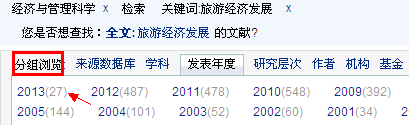 经济与管理科学 x 检索 关键词:旅游经济发展 x
您是否想查找：全文:旅游经济发展 的文献?
分组浏览 来源数据库 学科 发表年度 研究层次 作者 机构 基金
2013(27) 2012(487) 2011(478) 2010(548) 2009(392)
2005(144) 2004(101) 2003(52) 2002(60) 2001(34)